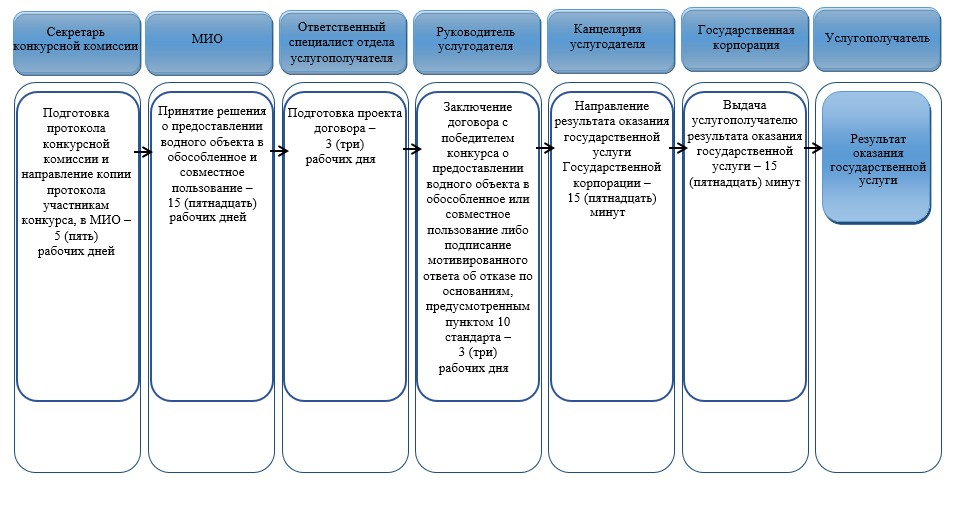 Секретарь
конкурсной комиссии
МИО
Ответственный
специалист отдела
услугополучателя
Руководитель
услугодателя
Канцелярия
услугодателя
Государственная
корпорация
Услугополучатель
Подготовка
протокола
конкурсной
комиссии и
направление копии
протокола
участникам
конкурса, в МИО –
5 (пять)
рабочих дней
Принятие решения
о предоставлении
водного объекта в
обособленное и
совместное
пользование –
15 (пятнадцать)
рабочих дней
Подготовка проекта
договора –
3 (три)
рабочих дня
Заключение
договора с
победителем
конкурса о
предоставлении
водного объекта в
обособленное или
совместное
пользование либо
подписание
мотивированного
ответа об отказе по
основаниям,
предусмотренным
пунктом 10
стандарта –
3 (три)
рабочих дня
Направление
результата оказания
государственной
услуги
Государственной
корпорации –
15 (пятнадцать)
минут
Выдача
услугополучателю
результата оказания
государственной
услуги – 15
(пятнадцать) минут
Результат
оказания
государственной
услуги